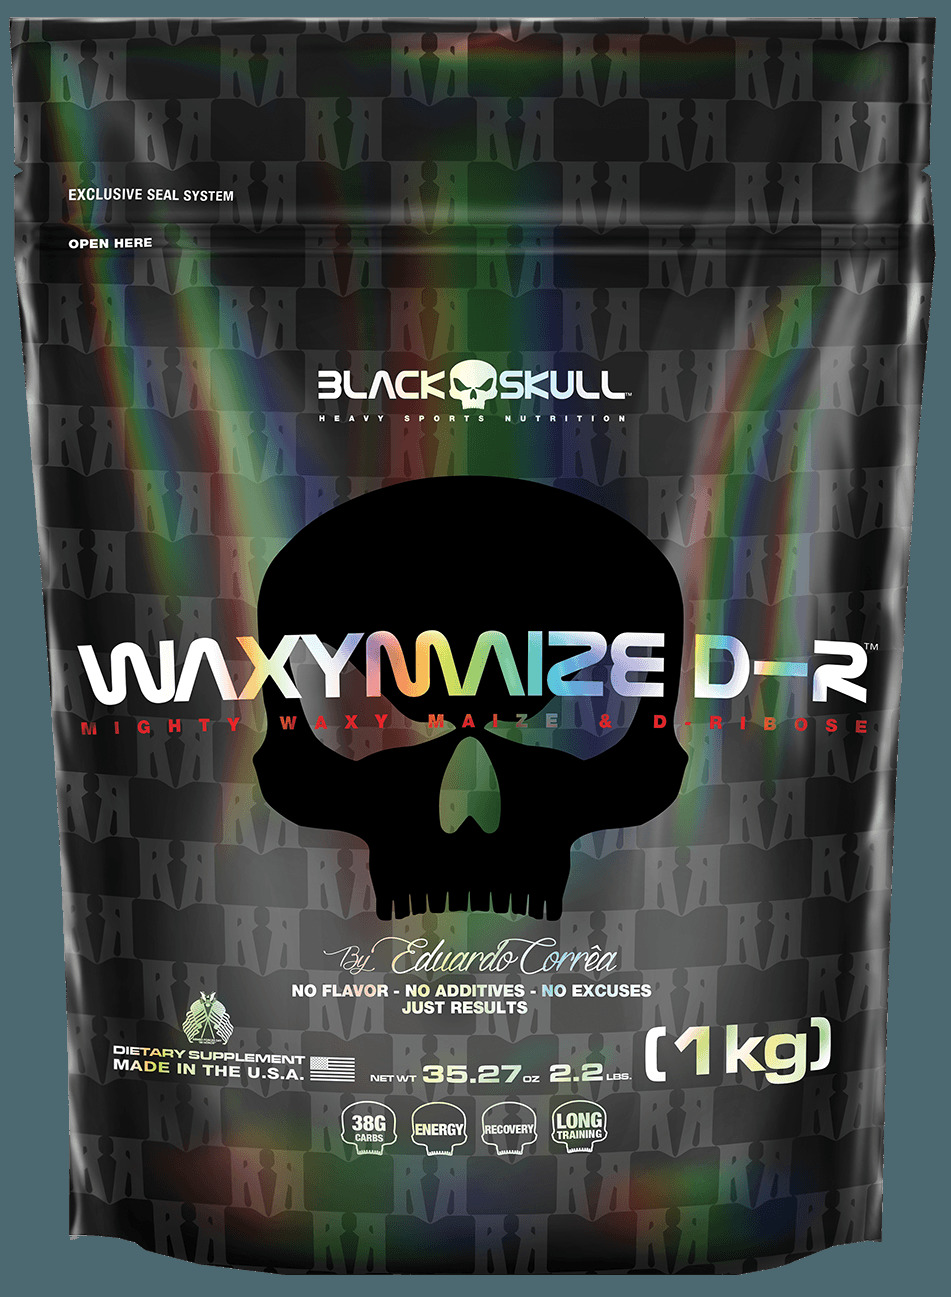 EXCLUSIVE SEAL SYSTEM
OPEN HERE
BLACK SKULL™
HEAVY SPORTS NUTRITION
WAXYMAIZE D-R™
MIGHTY WAXY MAIZE & D-RIBOSE
By Eduardo Corrêa
NO FLAVOR - NO ADDITIVES - NO EXCUSES
JUST RESULTS
DIETARY SUPPLEMENT
MADE IN THE U.S.A.
NET WT 35.27 OZ 2.2 LBS. (1kg)
38G
CARBS
ENERGY
RECOVERY
LONG
TRAINING